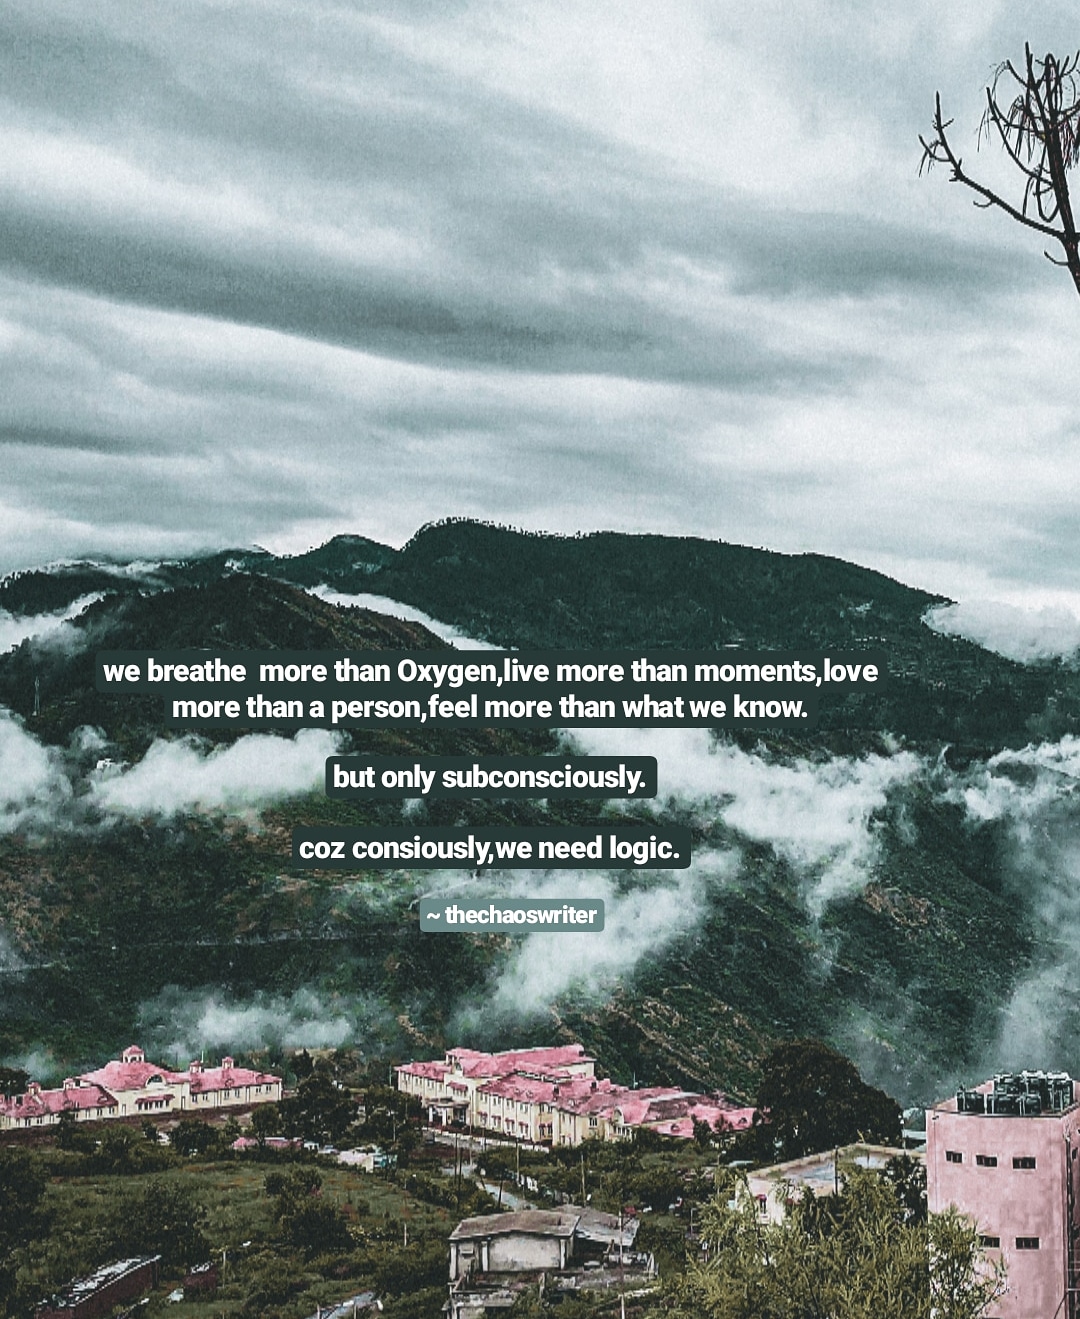 we breathe  more than Oxygen,live more than moments,love
more than a person,feel more than what we know.
but only subconsciously.
coz consiously,we need logic.
~ thechaoswriter